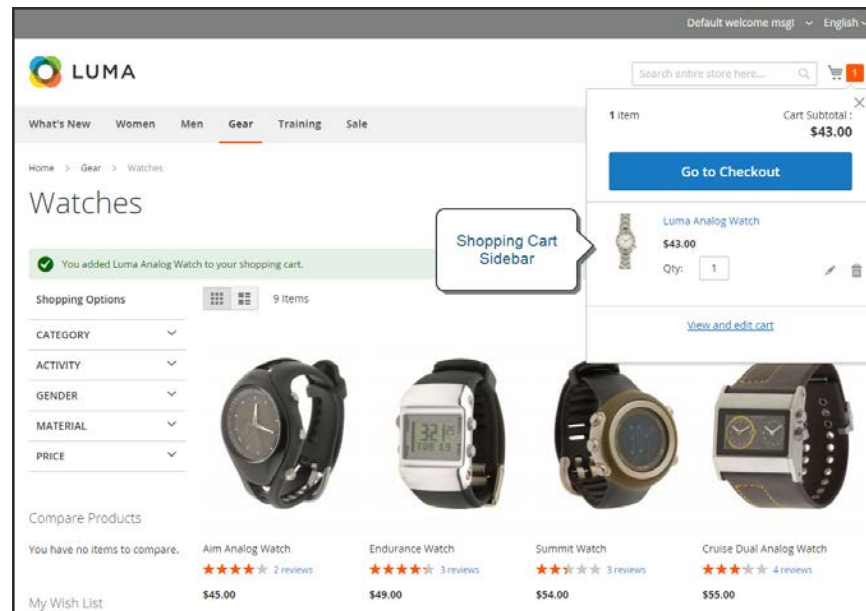 Default welcome msg! English
LUMA
Search entire store here...
1
What's New Women Men Gear Training Sale
1 item
Cart Subtotal :
$43.00
Go to Checkout
Luma Analog Watch
$43.00
Qty: 1
View and edit cart
Shopping Cart
Sidebar
Home > Gear > Watches
Watches
You added Luma Analog Watch to your shopping cart.
Shopping Options
9 Items
CATEGORY
ACTIVITY
GENDER
MATERIAL
PRICE
Compare Products
You have no items to compare.
My Wish List
Aim Analog Watch
2 reviews
$45.00
Endurance Watch
3 reviews
$49.00
Summit Watch
3 reviews
$54.00
Cruise Dual Analog Watch
4 reviews
$55.00